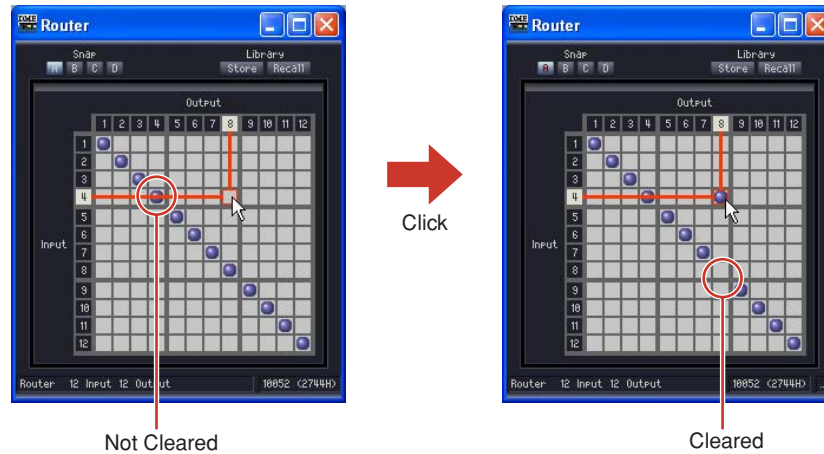 Router
Snap
Library
A B C D
Store Recall
Output
1 2 3 4 5 6 7 8 9 10 11 12
1
2
3
4
5
Input
6
7
8
9
10
11
12
Router 12 Input 12 Output 10052 (2744H)
Not Cleared
Click
Router
Snap
Library
A B C D
Store Recall
Output
1 2 3 4 5 6 7 8 9 10 11 12
1
2
3
4
5
Input
6
7
8
9
10
11
12
Router 12 Input 12 Output 10052 (2744H)
Cleared